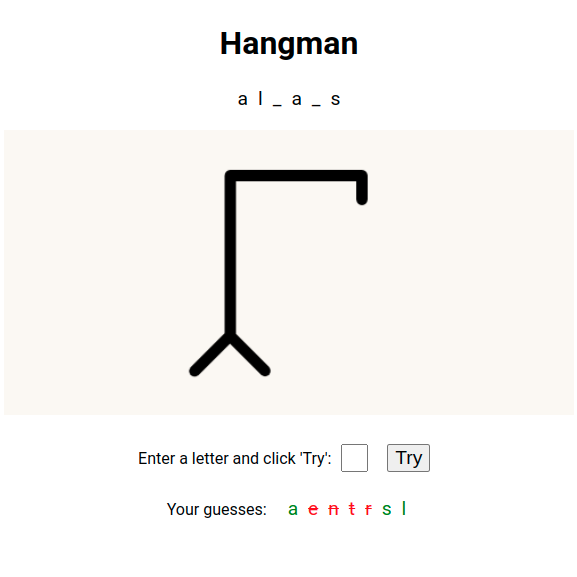 Hangman
a l _ a _ s
Enter a letter and click 'Try': Try
Your guesses: a e n t r s l